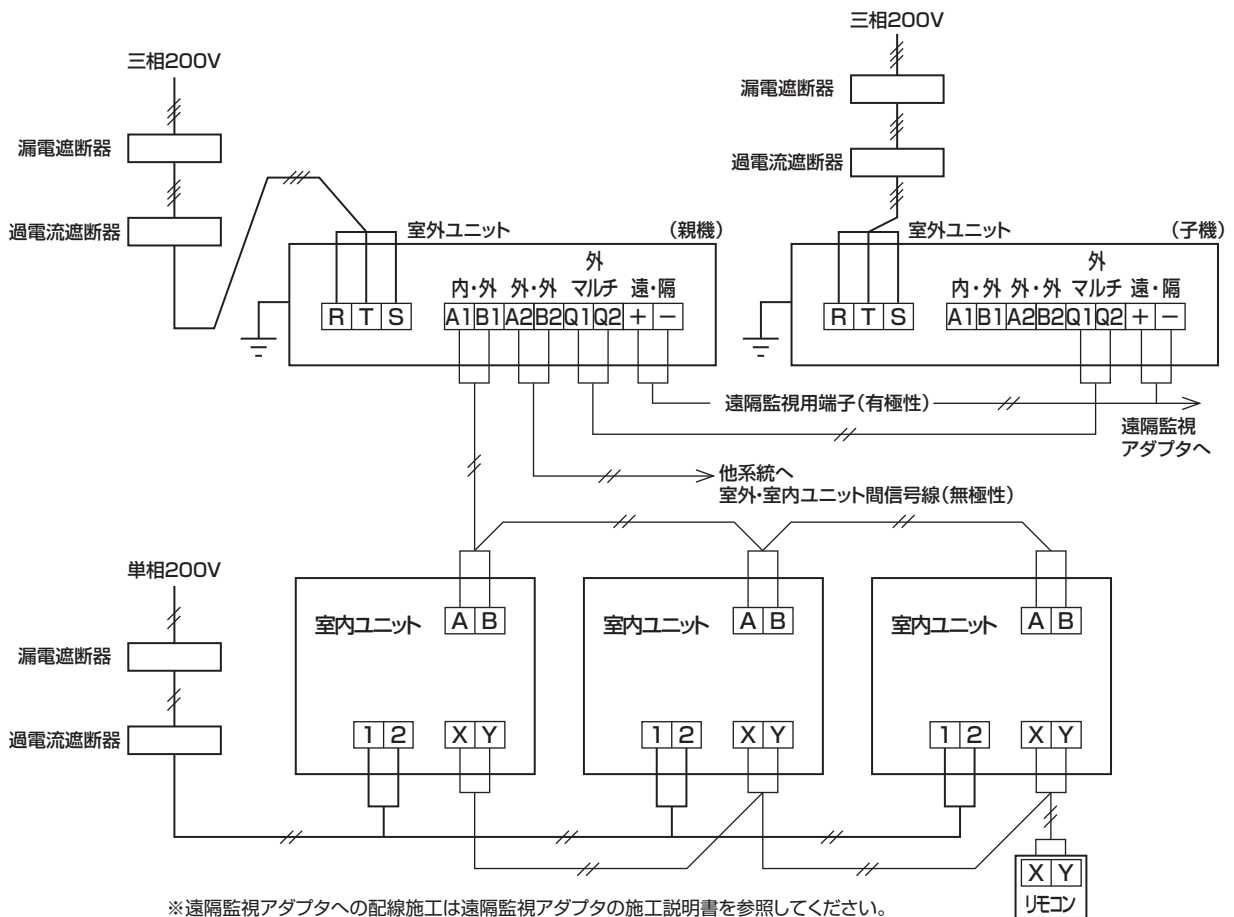 三相200V
三相200V
漏電遮断器
漏電遮断器
過電流遮断器
過電流遮断器
室外ユニット (親機)
外
内・外 外・外 マルチ 遠・隔
R T S A1 B1 A2 B2 Q1 Q2 + −
室外ユニット (子機)
外
内・外 外・外 マルチ 遠・隔
R T S A1 B1 A2 B2 Q1 Q2 + −
遠隔監視用端子(有極性)
遠隔監視
アダプタへ
他系統へ
室外・室内ユニット間信号線(無極性)
単相200V
漏電遮断器
過電流遮断器
室内ユニット A B
1 2 X Y
室内ユニット A B
1 2 X Y
室内ユニット A B
1 2 X Y
X Y
リモコン
※遠隔監視アダプタへの配線施工は遠隔監視アダプタの施工説明書を参照してください。